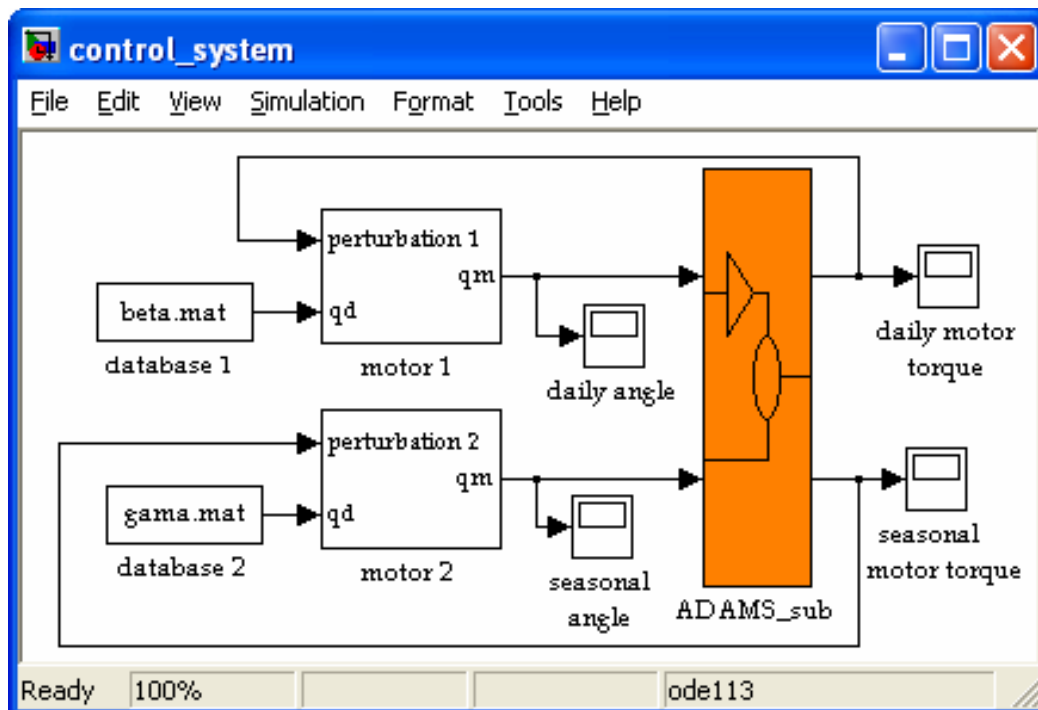 control_system
File Edit View Simulation Format Tools Help
perturbation 1
qm
beta.mat
qd
database 1
motor 1
daily angle
daily motor
torque
perturbation 2
qm
gama.mat
qd
database 2
motor 2
seasonal
angle
ADAMS_sub
seasonal
motor torque
Ready 100% ode113